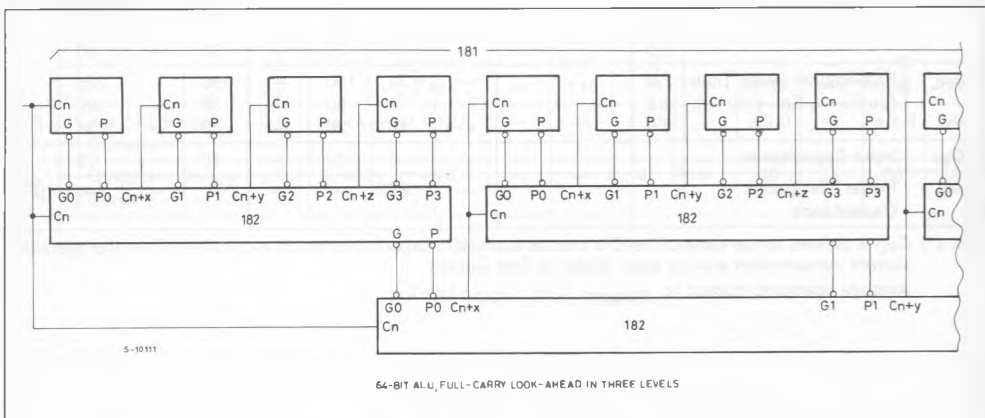 181
Cn Cn Cn Cn Cn Cn Cn Cn Cn
G P G P G P G P G P G P G P G P G
G0 P0 Cn+x G1 P1 Cn+y G2 P2 Cn+z G3 P3 G0 P0 Cn+x G1 P1 Cn+y G2 P2 Cn+z G3 P3 G0
Cn 182 Cn 182 Cn
G P
G0 P0 Cn+x G1 P1 Cn+y
Cn 182
S-10111
64-BIT ALU, FULL-CARRY LOOK-AHEAD IN THREE LEVELS